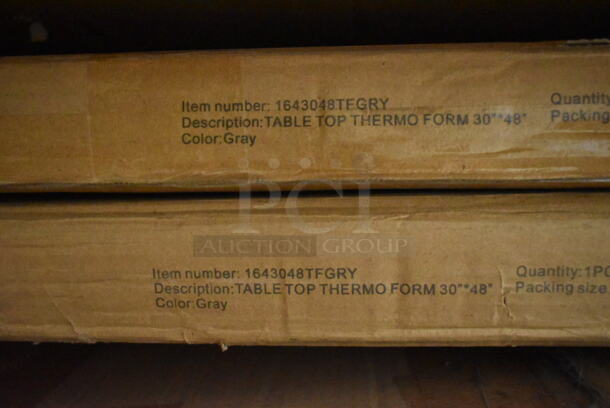 Item number: 1643048TFGRY
Description:TABLE TOP THERMO FORM 30"*48"
Color:Gray
Quantity
Packing
PCI
AUCTION GROUP
Item number: 1643048TFGRY
Description:TABLE TOP THERMO FORM 30"*48"
Color:Gray
Quantity:1PC
Packing size